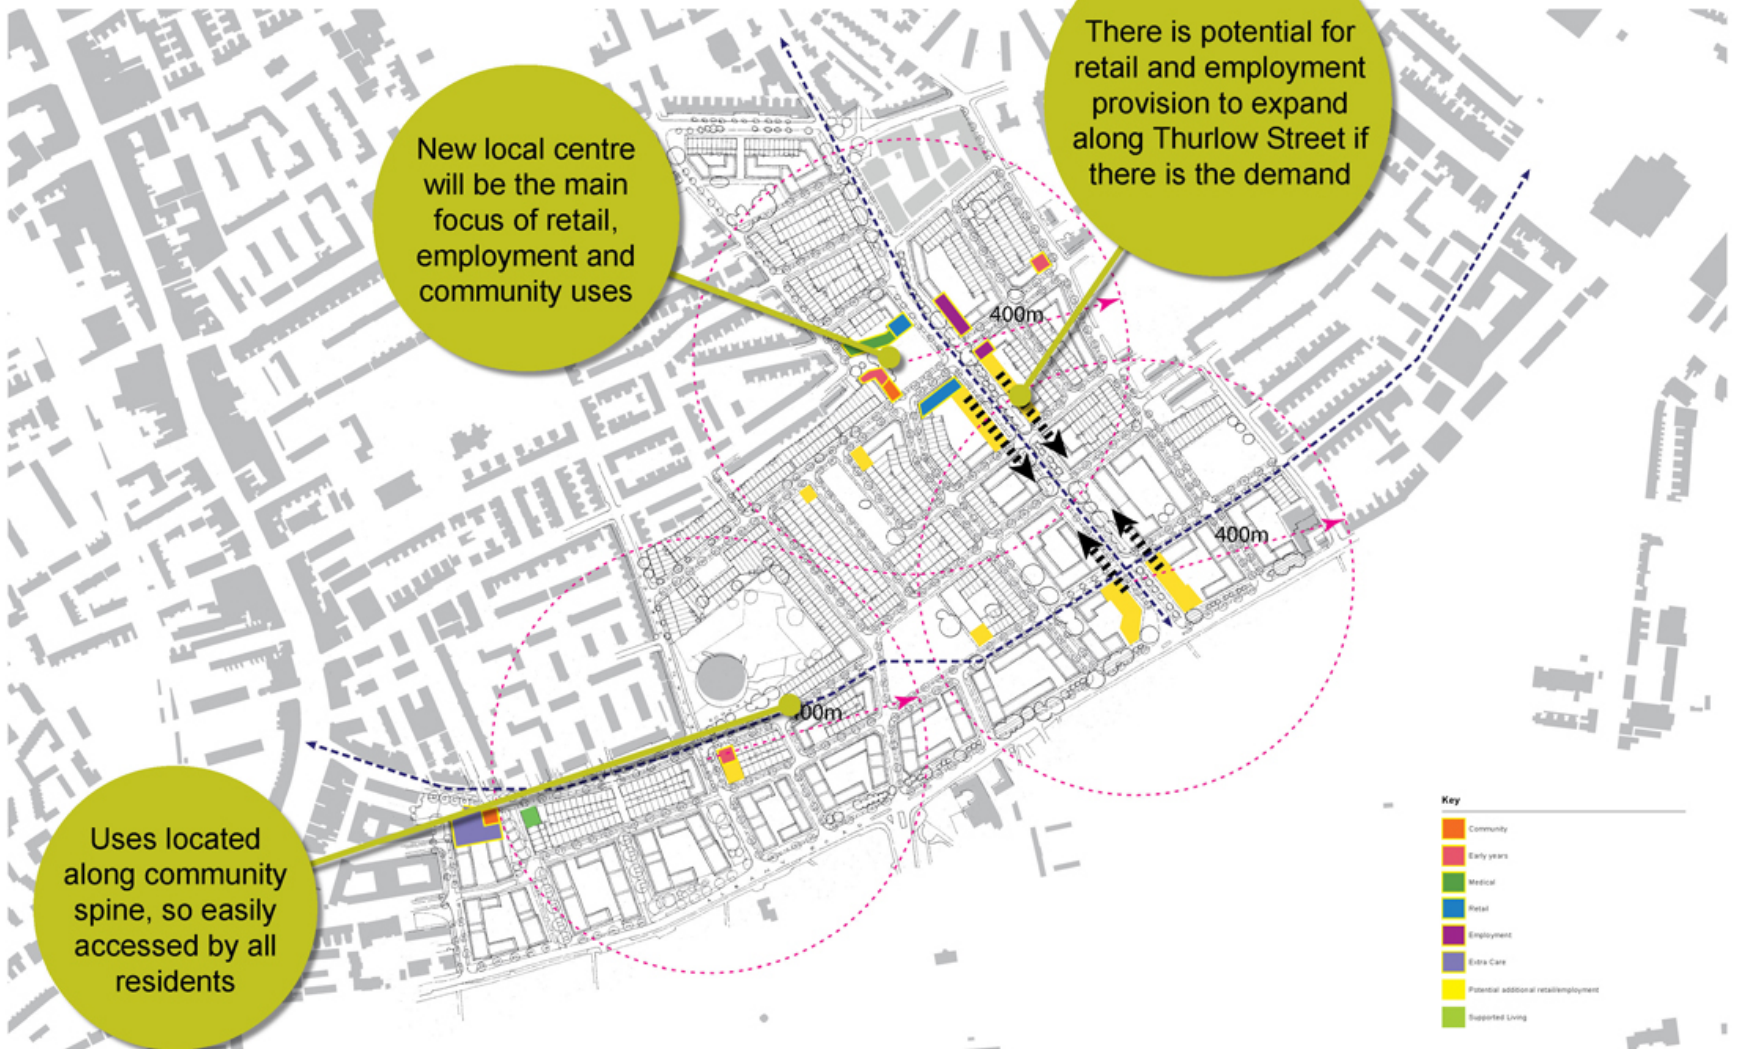 There is potential for
retail and employment
provision to expand
along Thurlow Street if
there is the demand
New local centre
will be the main
focus of retail,
employment and
community uses
400m
400m
00m
Uses located
along community
spine, so easily
accessed by all
residents
Key
Community
Early years
Medical
Retail
Employment
Extra Care
Potential additional retail/employment
Supported Living